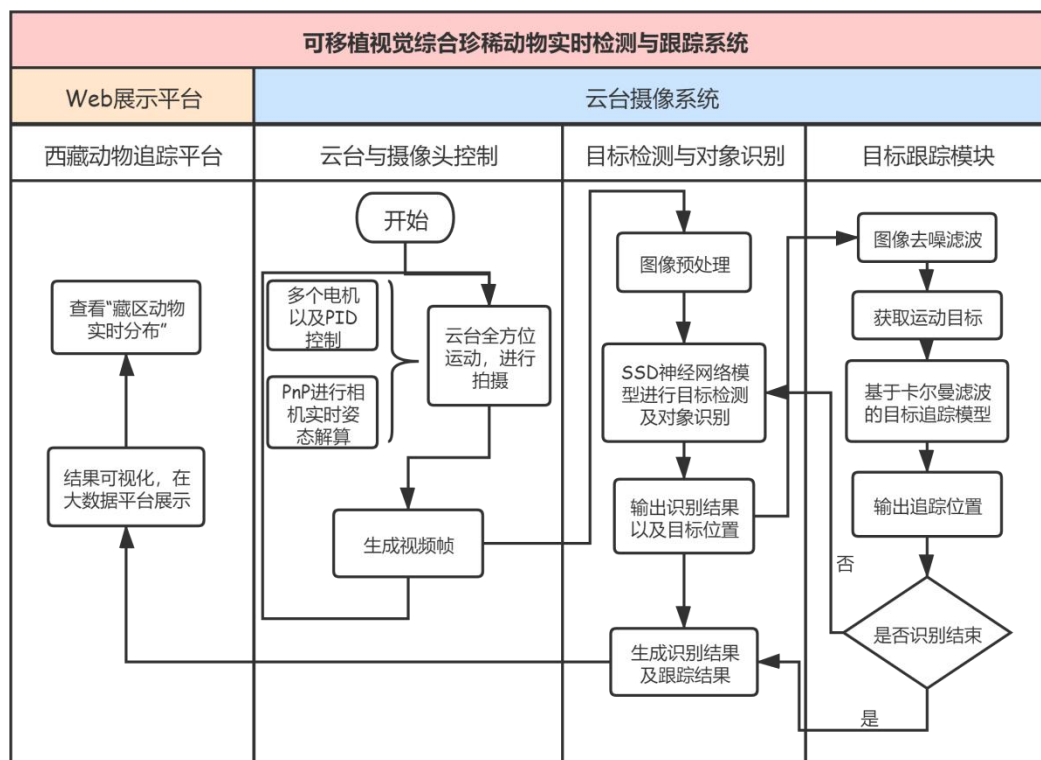 可移植视觉综合珍稀动物实时检测与跟踪系统
Web展示平台
云台摄像系统
西藏动物追踪平台
云台与摄像头控制
目标检测与对象识别
目标跟踪模块
查看“藏区动物
实时分布”
结果可视化，在
大数据平台展示
开始
多个电机
以及PID
控制
PnP进行相
机实时姿
态解算
云台全方位
运动，进行
拍摄
生成视频帧
图像预处理
SSD神经网络模
型进行目标检测
及对象识别
输出识别结果
以及目标位置
生成识别结果
及跟踪结果
图像去噪滤波
获取运动目标
基于卡尔曼滤波
的目标追踪模型
输出追踪位置
否
是否识别结束
是